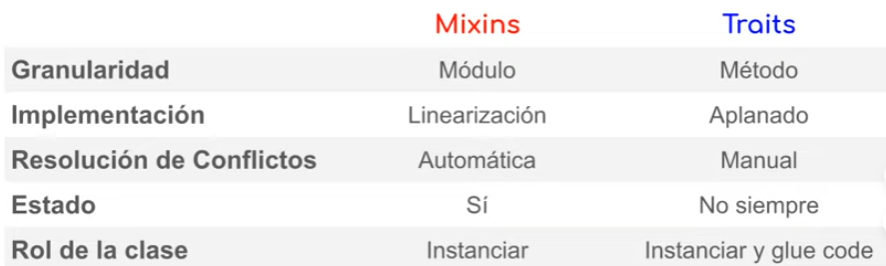 Mixins Traits
Granularidad Módulo Método
Implementación Linearización Aplanado
Resolución de Conflictos Automática Manual
Estado Sí No siempre
Rol de la clase Instanciar Instanciar y glue code